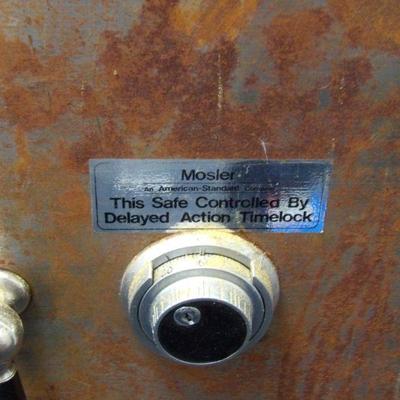 Mosler
An American-Standard Company
This Safe Controlled By
Delayed Action Timelock